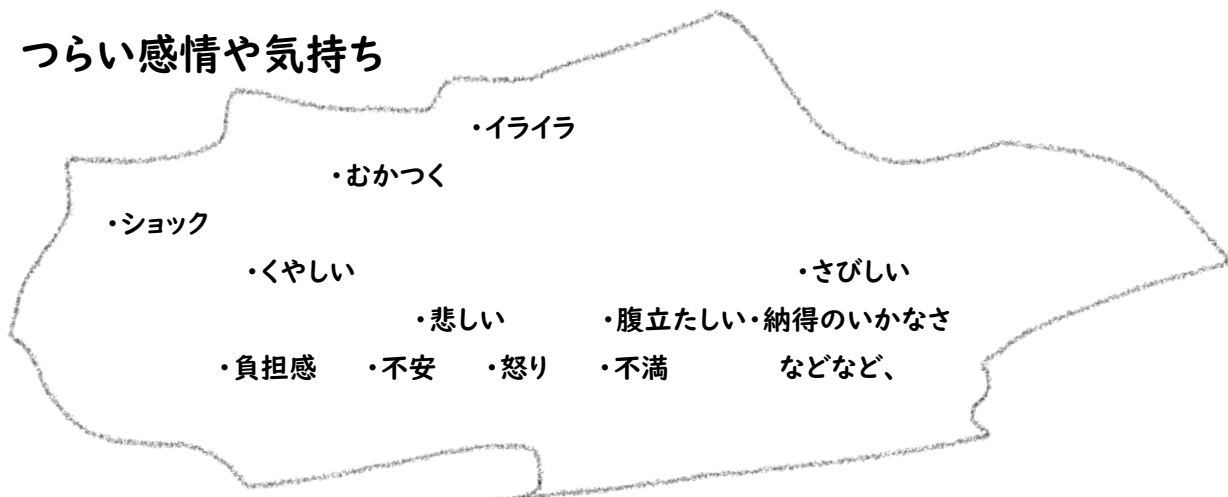 つらい感情や気持ち
・イライラ
・むかつく
・ショック
・くやしい ・さびしい
・悲しい ・腹立たしい・納得のいかなさ
・負担感 ・不安 ・怒り ・不満 などなど、